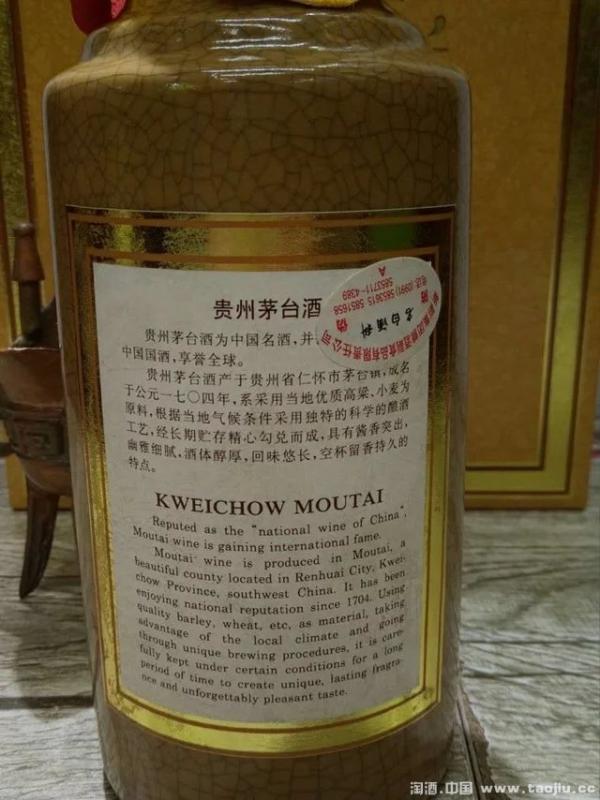 贵州茅台酒
贵州茅台酒为中国名酒,并
中国国酒,享誉全球。
贵州茅台酒产于贵州省仁怀市茅台镇,成名
于公元一七〇四年,系采用当地优质高粱、小麦为
原料,根据当地气候条件采用独特的科学的酿酒
工艺,经长期贮存精心勾兑而成,具有酱香突出,
幽雅细腻,酒体醇厚,回味悠长,空杯留香持久的
特点。
KWEICHOW MOUTAI
Reputed as the "national wine of China",
Moutai wine is gaining international fame.
Moutai wine is produced in Moutai, a
beautiful county located in Renhuai City, Kwei-
chow Province, southwest China. It has been
enjoying national reputation since 1704. Using
quality barley, wheat, etc, as material, taking
advantage of the local climate and going
through unique brewing procedures, it is care-
fully kept under certain conditions for a long
period of time to create unique, lasting fragra-
nce and unforgettably pleasant taste.
电话:(0991) 5853615 5851658
5853711-4389
A
淘酒.中国 www.taojiu.cc